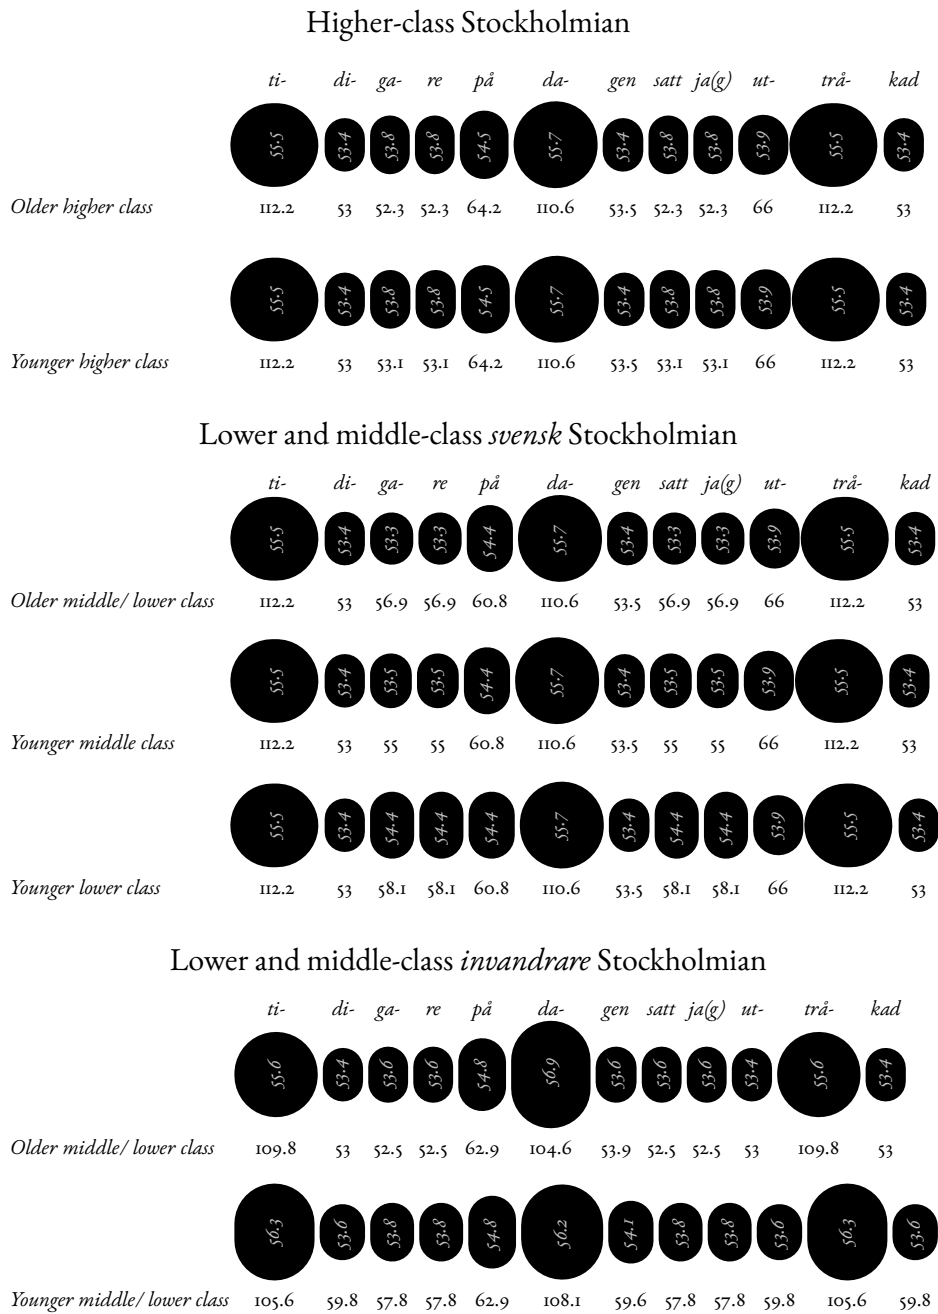 Higher-class Stockholmian
ti- di- ga- re på da- gen satt ja(g) ut- trå- kad
55.5 53.4 53.8 53.8 54.5 55.7 53.4 53.8 53.8 53.9 55.5 53.4
Older higher class 112.2 53 52.3 52.3 64.2 110.6 53.5 52.3 52.3 66 112.2 53
55.5 53.4 53.8 53.8 54.5 55.7 53.4 53.8 53.8 53.9 55.5 53.4
Younger higher class 112.2 53 53.1 53.1 64.2 110.6 53.5 53.1 53.1 66 112.2 53
Lower and middle-class svensk Stockholmian
ti- di- ga- re på da- gen satt ja(g) ut- trå- kad
55.5 53.4 53.3 53.3 54.4 55.7 53.4 53.3 53.3 53.9 55.5 53.4
Older middle/ lower class 112.2 53 56.9 56.9 60.8 110.6 53.5 56.9 56.9 66 112.2 53
55.5 53.4 53.5 53.5 54.4 55.7 53.4 53.5 53.5 53.9 55.5 53.4
Younger middle class 112.2 53 55 55 60.8 110.6 53.5 55 55 66 112.2 53
55.5 53.4 54.4 54.4 54.4 55.7 53.4 54.4 54.4 53.9 55.5 53.4
Younger lower class 112.2 53 58.1 58.1 60.8 110.6 53.5 58.1 58.1 66 112.2 53
Lower and middle-class invandrare Stockholmian
ti- di- ga- re på da- gen satt ja(g) ut- trå- kad
55.6 53.4 53.6 53.6 54.8 56.9 53.6 53.6 53.6 53.4 55.6 53.4
Older middle/ lower class 109.8 53 52.5 52.5 62.9 104.6 53.9 52.5 52.5 53 109.8 53
56.3 53.6 53.8 53.8 54.8 56.2 54.1 53.8 53.8 53.6 56.3 53.6
Younger middle/ lower class 105.6 59.8 57.8 57.8 62.9 108.1 59.6 57.8 57.8 59.8 105.6 59.8